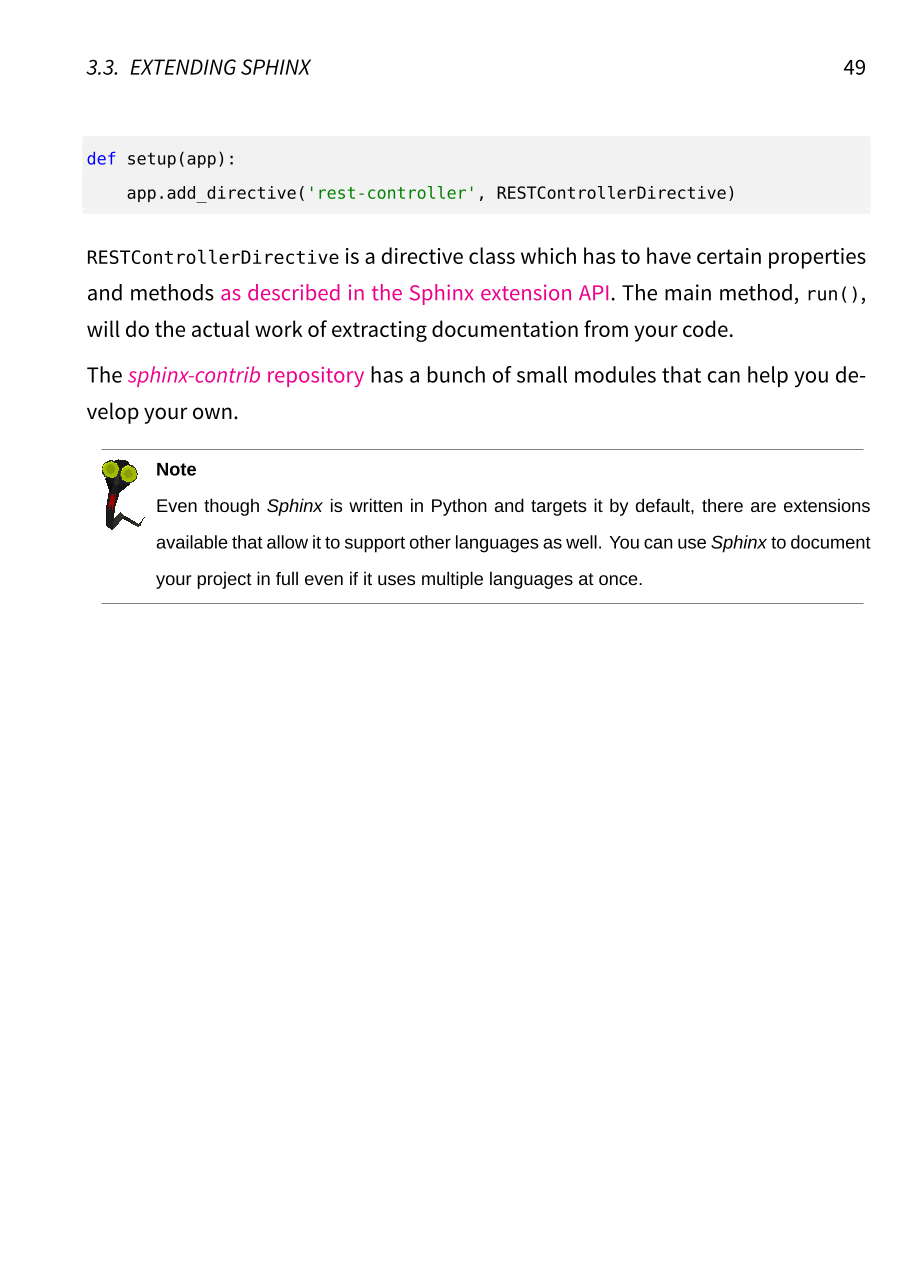 3.3. EXTENDING SPHINX 49
def setup(app):
    app.add_directive('rest-controller', RESTControllerDirective)
RESTControllerDirective is a directive class which has to have certain properties
and methods as described in the Sphinx extension API. The main method, run(),
will do the actual work of extracting documentation from your code.
The sphinx-contrib repository has a bunch of small modules that can help you de-
velop your own.
Note
Even though Sphinx is written in Python and targets it by default, there are extensions
available that allow it to support other languages as well. You can use Sphinx to document
your project in full even if it uses multiple languages at once.